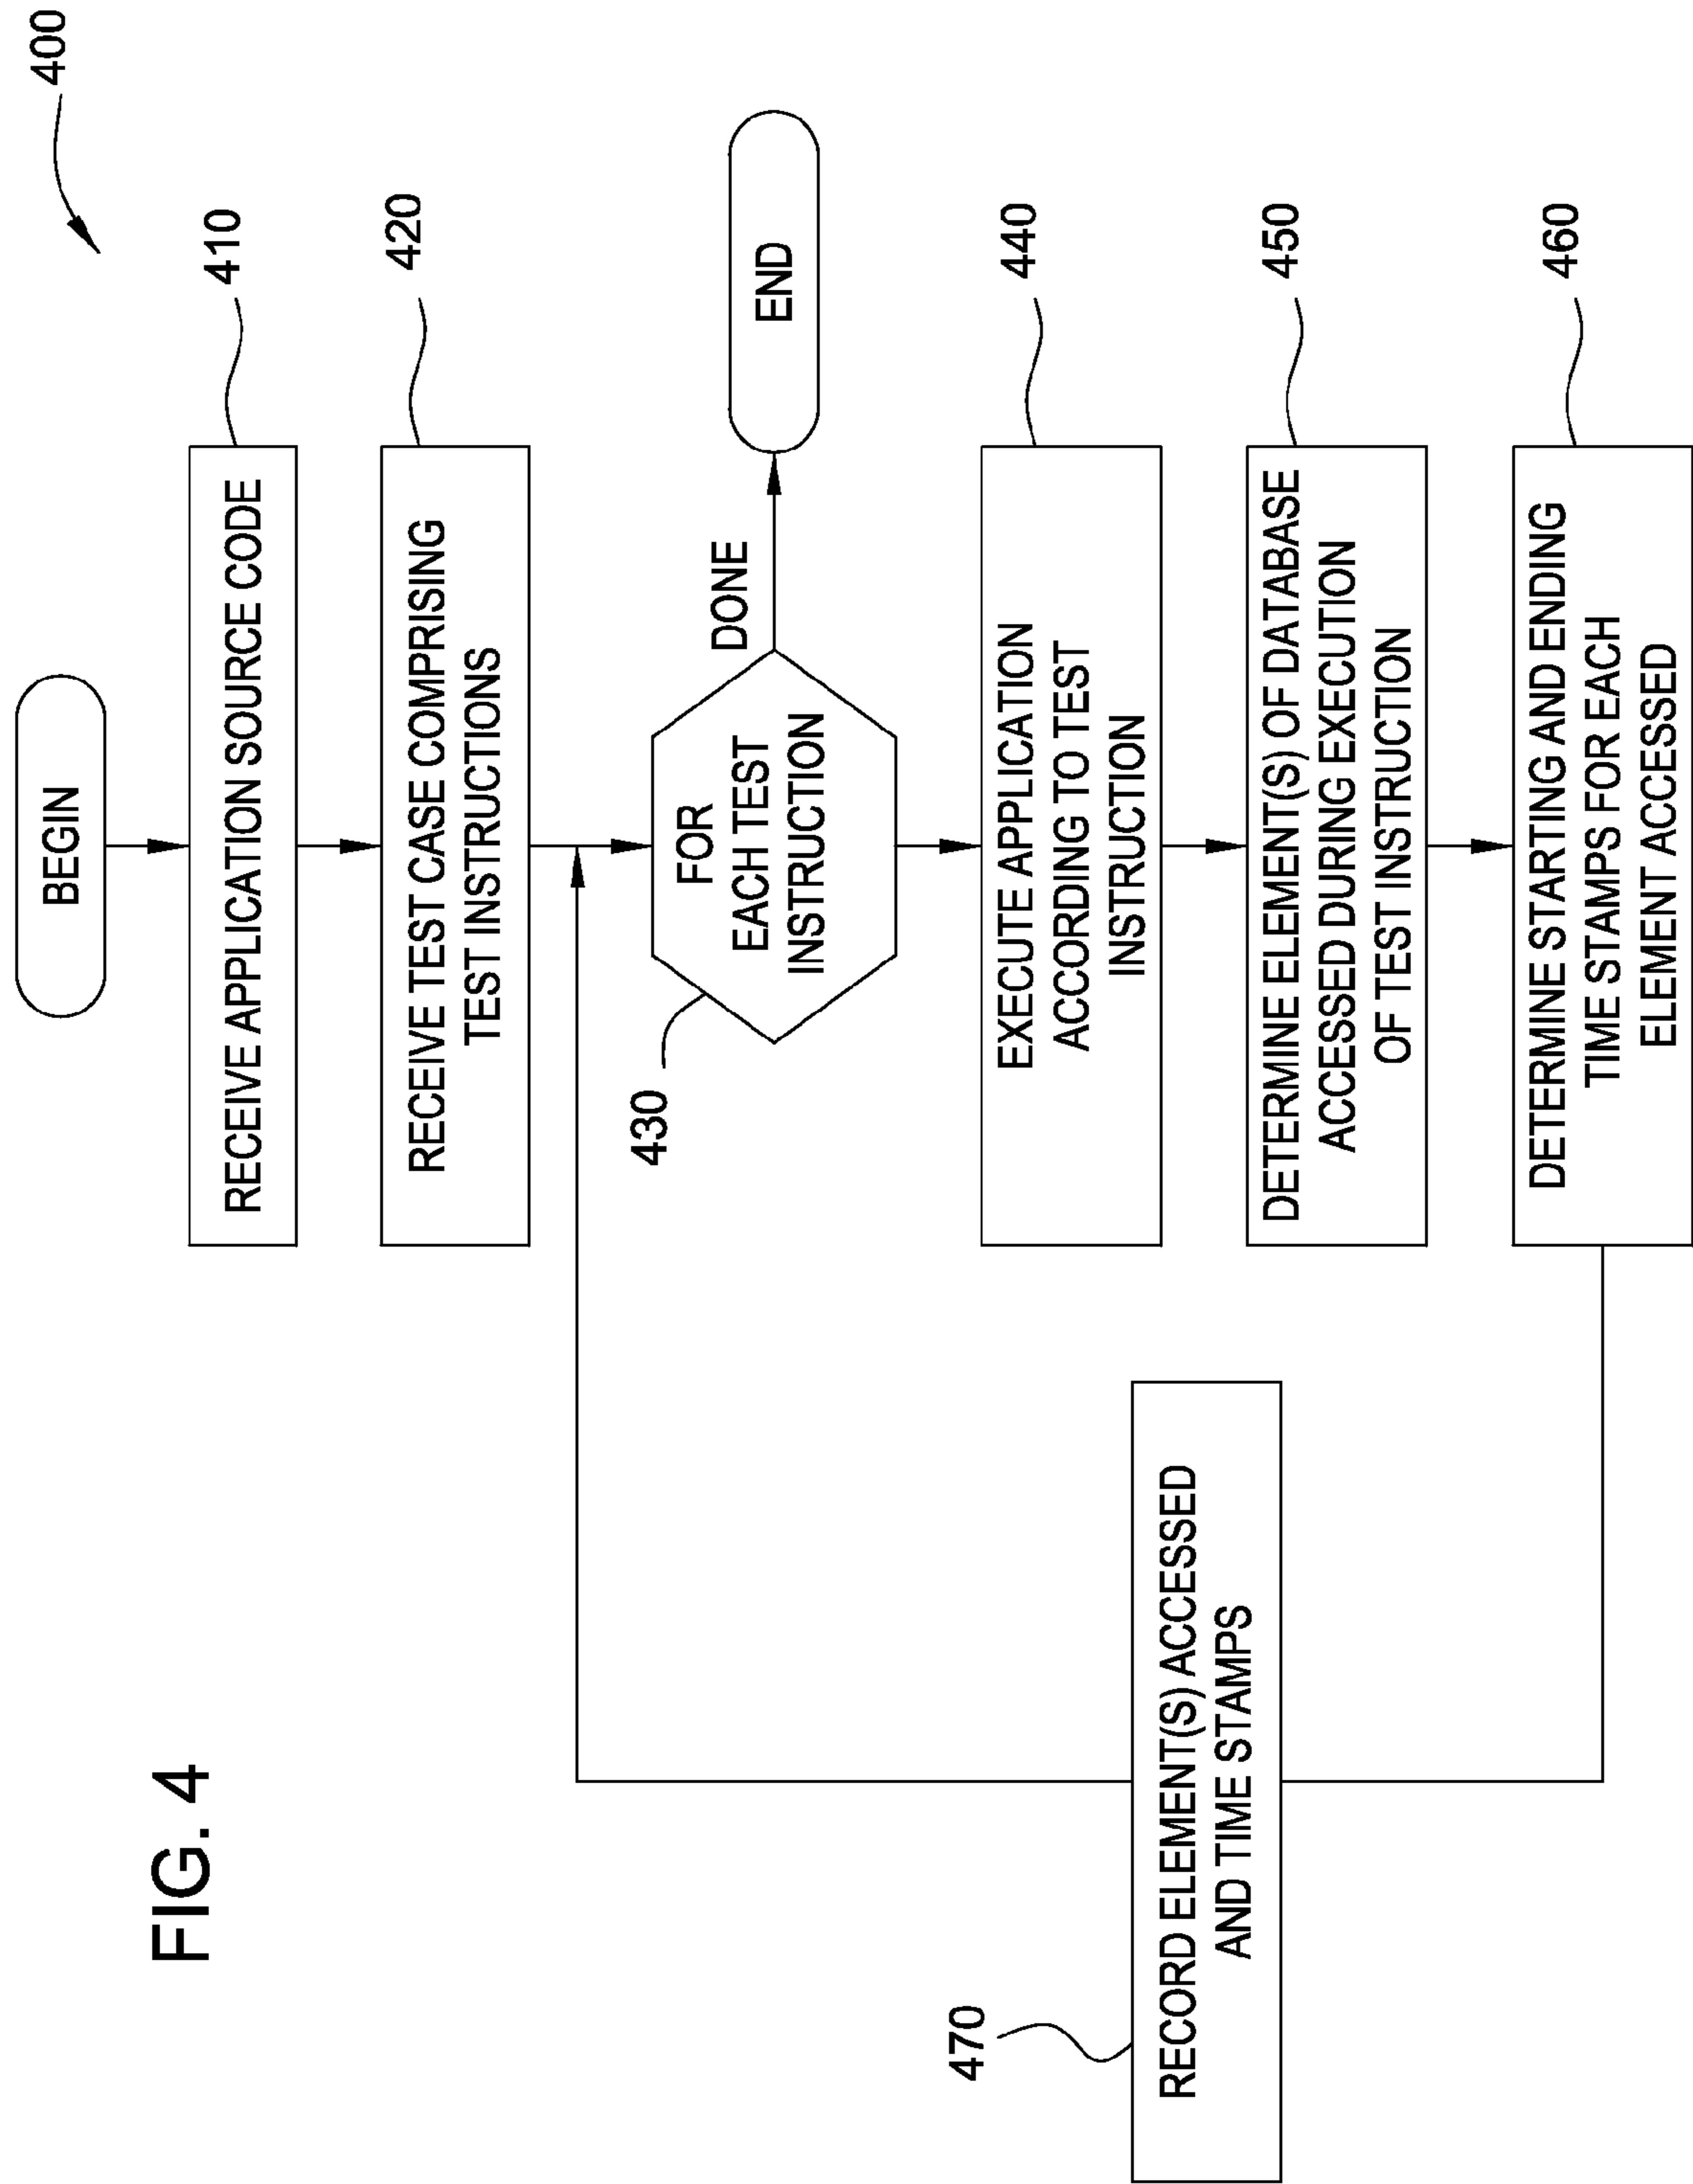 400
BEGIN
RECEIVE APPLICATION SOURCE CODE
410
RECEIVE TEST CASE COMPRISING
TEST INSTRUCTIONS
420
FOR
EACH TEST
INSTRUCTION
430
DONE
END
EXECUTE APPLICATION
ACCORDING TO TEST
INSTRUCTION
440
DETERMINE ELEMENT(S) OF DATABASE
ACCESSED DURING EXECUTION
OF TEST INSTRUCTION
450
DETERMINE STARTING AND ENDING
TIME STAMPS FOR EACH
ELEMENT ACCESSED
460
470
RECORD ELEMENT(S) ACCESSED
AND TIME STAMPS
FIG. 4